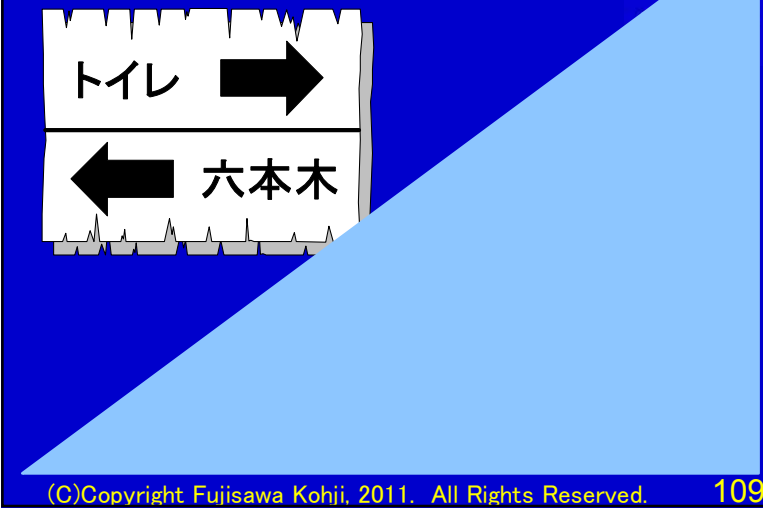 トイレ
六本木
(C)Copyright Fujisawa Kohji, 2011. All Rights Reserved.
109